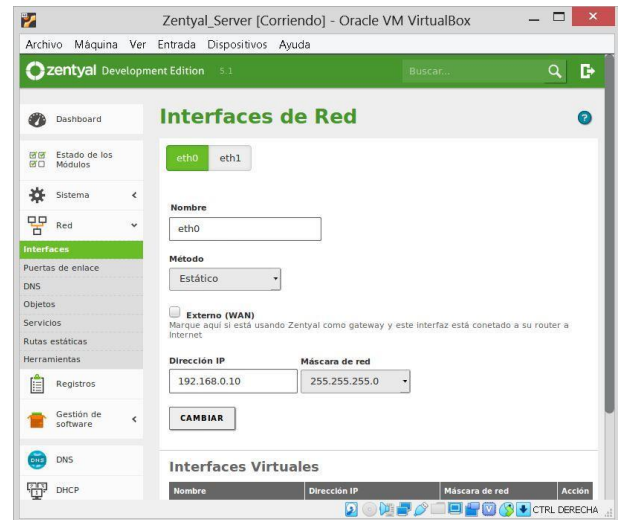 Zentyal_Server [Corriendo] - Oracle VM VirtualBox
Archivo Máquina Ver Entrada Dispositivos Ayuda
zentyal Development Edition 5.1 Buscar...
Dashboard
Estado de los
Módulos
Sistema
Red
Interfaces
Puertas de enlace
DNS
Objetos
Servicios
Rutas estáticas
Herramientas
Registros
Gestión de
software
DNS
DHCP
Interfaces de Red
?
eth0 eth1
Nombre
eth0
Método
Estático
Externo (WAN)
Marque aquí si está usando Zentyal como gateway y este interfaz está conetado a su router a
Internet
Dirección IP Máscara de red
192.168.0.10 255.255.255.0
CAMBIAR
Interfaces Virtuales
Nombre Dirección IP Máscara de red Acción
CTRL DERECHA